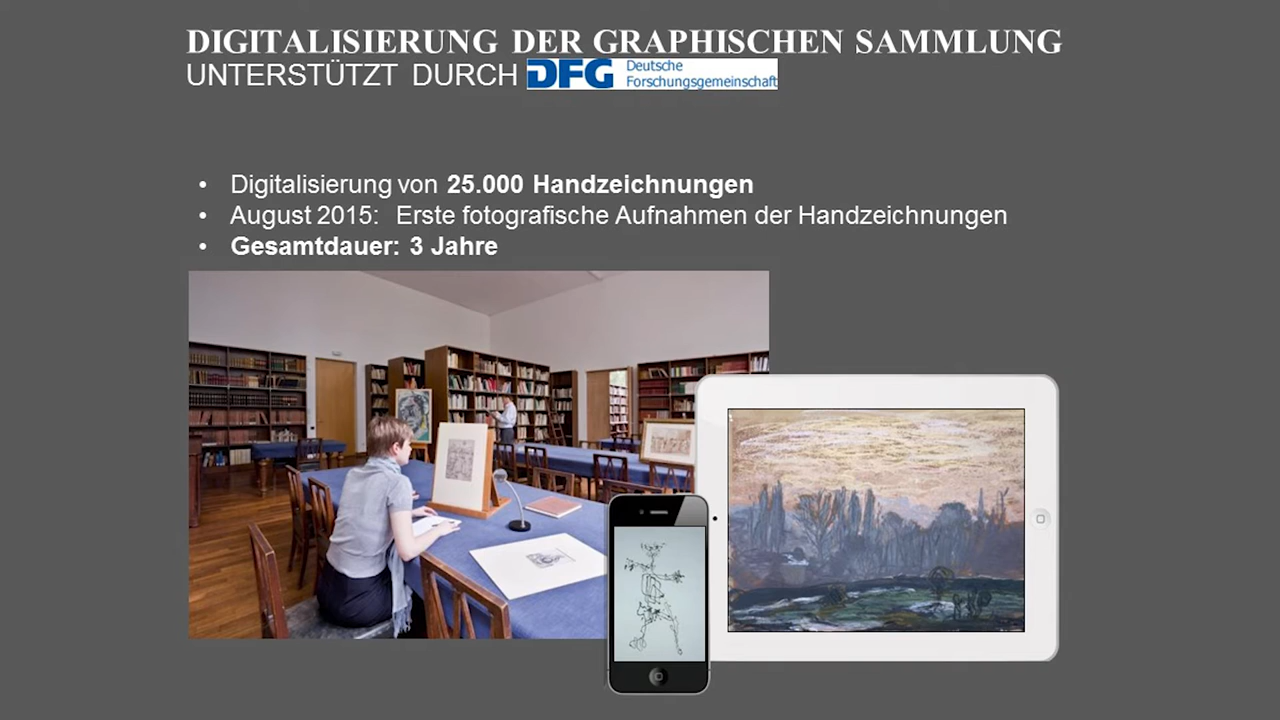 DIGITALISIERUNG DER GRAPHISCHEN SAMMLUNG
UNTERSTÜTZT DURCH DFG Deutsche
Forschungsgemeinschaft
• Digitalisierung von 25.000 Handzeichnungen
• August 2015: Erste fotografische Aufnahmen der Handzeichnungen
• Gesamtdauer: 3 Jahre